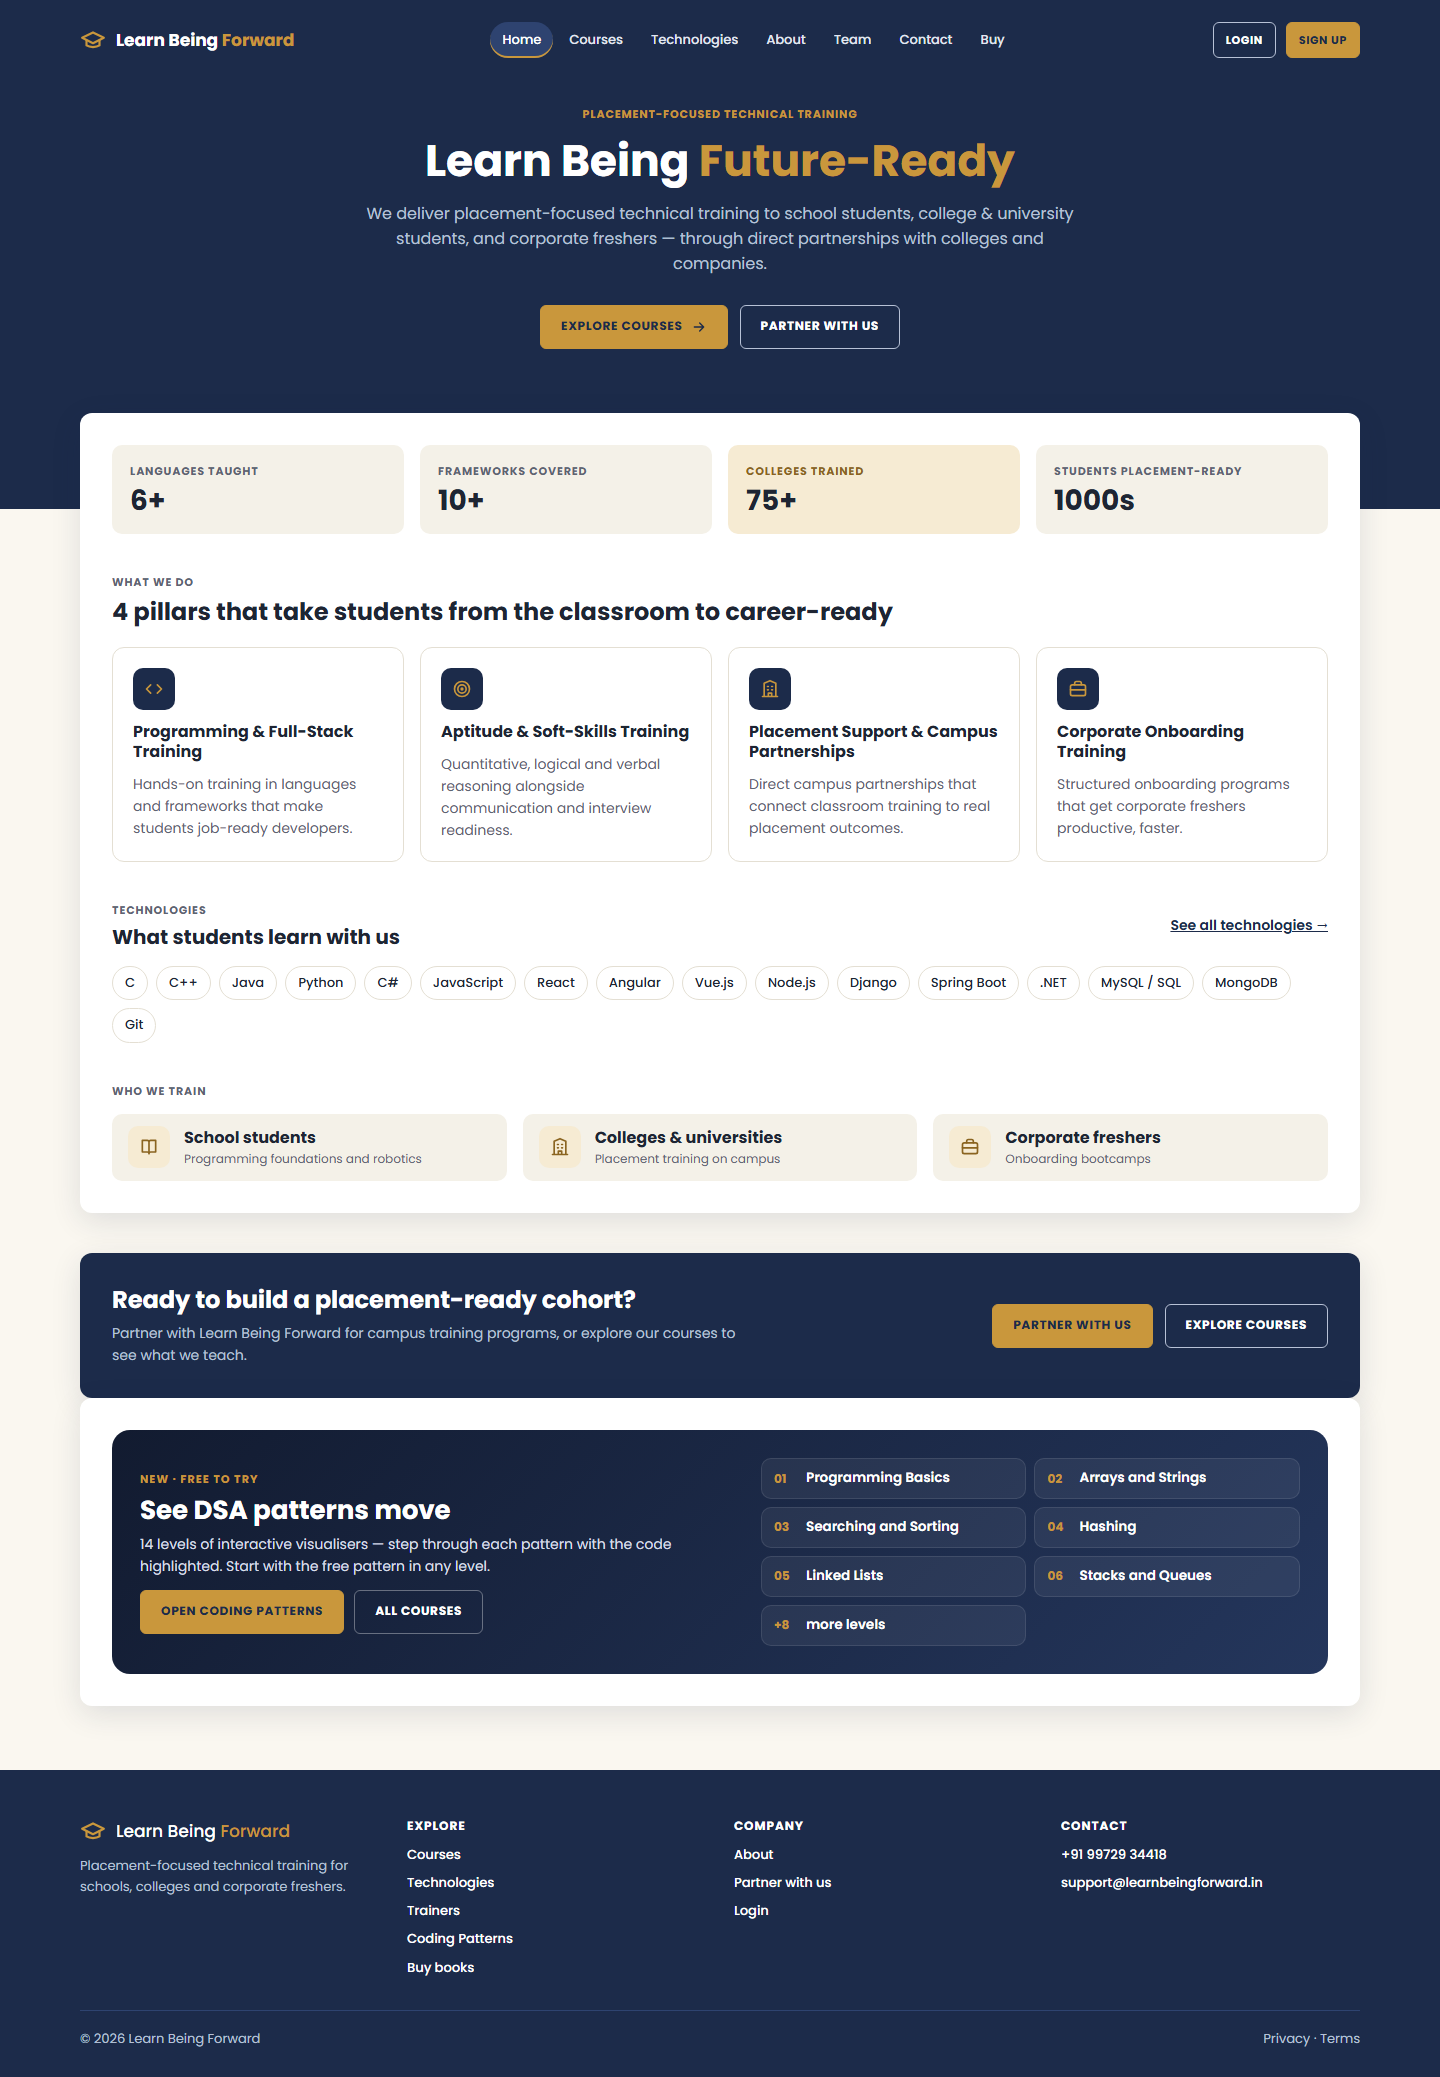 Learn Being Forward
Home
Courses
Technologies
About
Team
Contact
Buy
LOGIN
SIGN UP
PLACEMENT-FOCUSED TECHNICAL TRAINING
Learn Being Future-Ready
We deliver placement-focused technical training to school students, college & university
students, and corporate freshers — through direct partnerships with colleges and
companies.
EXPLORE COURSES →
PARTNER WITH US
LANGUAGES TAUGHT
6+
FRAMEWORKS COVERED
10+
COLLEGES TRAINED
75+
STUDENTS PLACEMENT-READY
1000s
WHAT WE DO
4 pillars that take students from the classroom to career-ready
Programming & Full-Stack
Training
Hands-on training in languages
and frameworks that make
students job-ready developers.
Aptitude & Soft-Skills Training
Quantitative, logical and verbal
reasoning alongside
communication and interview
readiness.
Placement Support & Campus
Partnerships
Direct campus partnerships that
connect classroom training to real
placement outcomes.
Corporate Onboarding
Training
Structured onboarding programs
that get corporate freshers
productive, faster.
TECHNOLOGIES
What students learn with us
See all technologies →
C
C++
Java
Python
C#
JavaScript
React
Angular
Vue.js
Node.js
Django
Spring Boot
.NET
MySQL / SQL
MongoDB
Git
WHO WE TRAIN
School students
Programming foundations and robotics
Colleges & universities
Placement training on campus
Corporate freshers
Onboarding bootcamps
Ready to build a placement-ready cohort?
Partner with Learn Being Forward for campus training programs, or explore our courses to
see what we teach.
PARTNER WITH US
EXPLORE COURSES
NEW · FREE TO TRY
See DSA patterns move
14 levels of interactive visualisers — step through each pattern with the code
highlighted. Start with the free pattern in any level.
OPEN CODING PATTERNS
ALL COURSES
01 Programming Basics
02 Arrays and Strings
03 Searching and Sorting
04 Hashing
05 Linked Lists
06 Stacks and Queues
+8 more levels
Learn Being Forward
Placement-focused technical training for
schools, colleges and corporate freshers.
EXPLORE
Courses
Technologies
Trainers
Coding Patterns
Buy books
COMPANY
About
Partner with us
Login
CONTACT
+91 99729 34418
support@learnbeingforward.in
© 2026 Learn Being Forward
Privacy · Terms